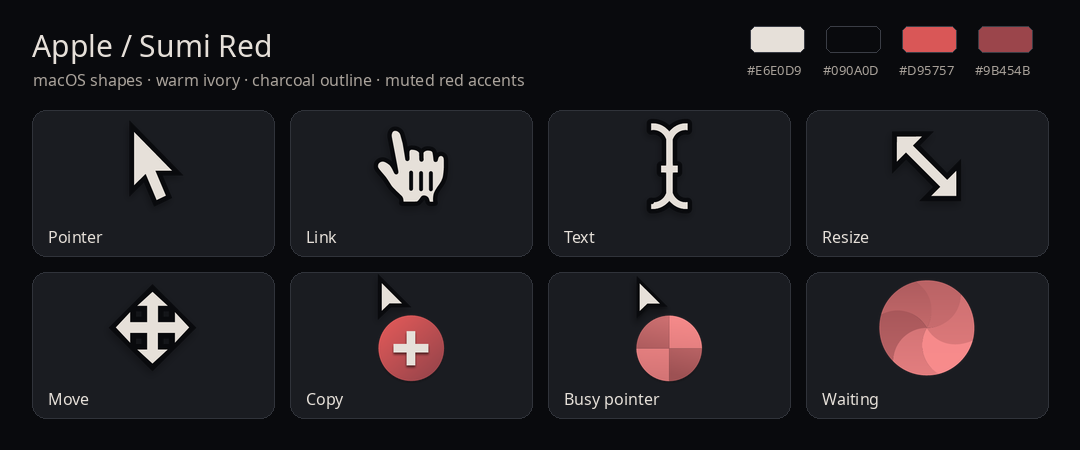 Apple / Sumi Red
macOS shapes · warm ivory · charcoal outline · muted red accents
#E6E0D9 #090A0D #D95757 #9B454B
Pointer
Link
Text
Resize
Move
Copy
Busy pointer
Waiting